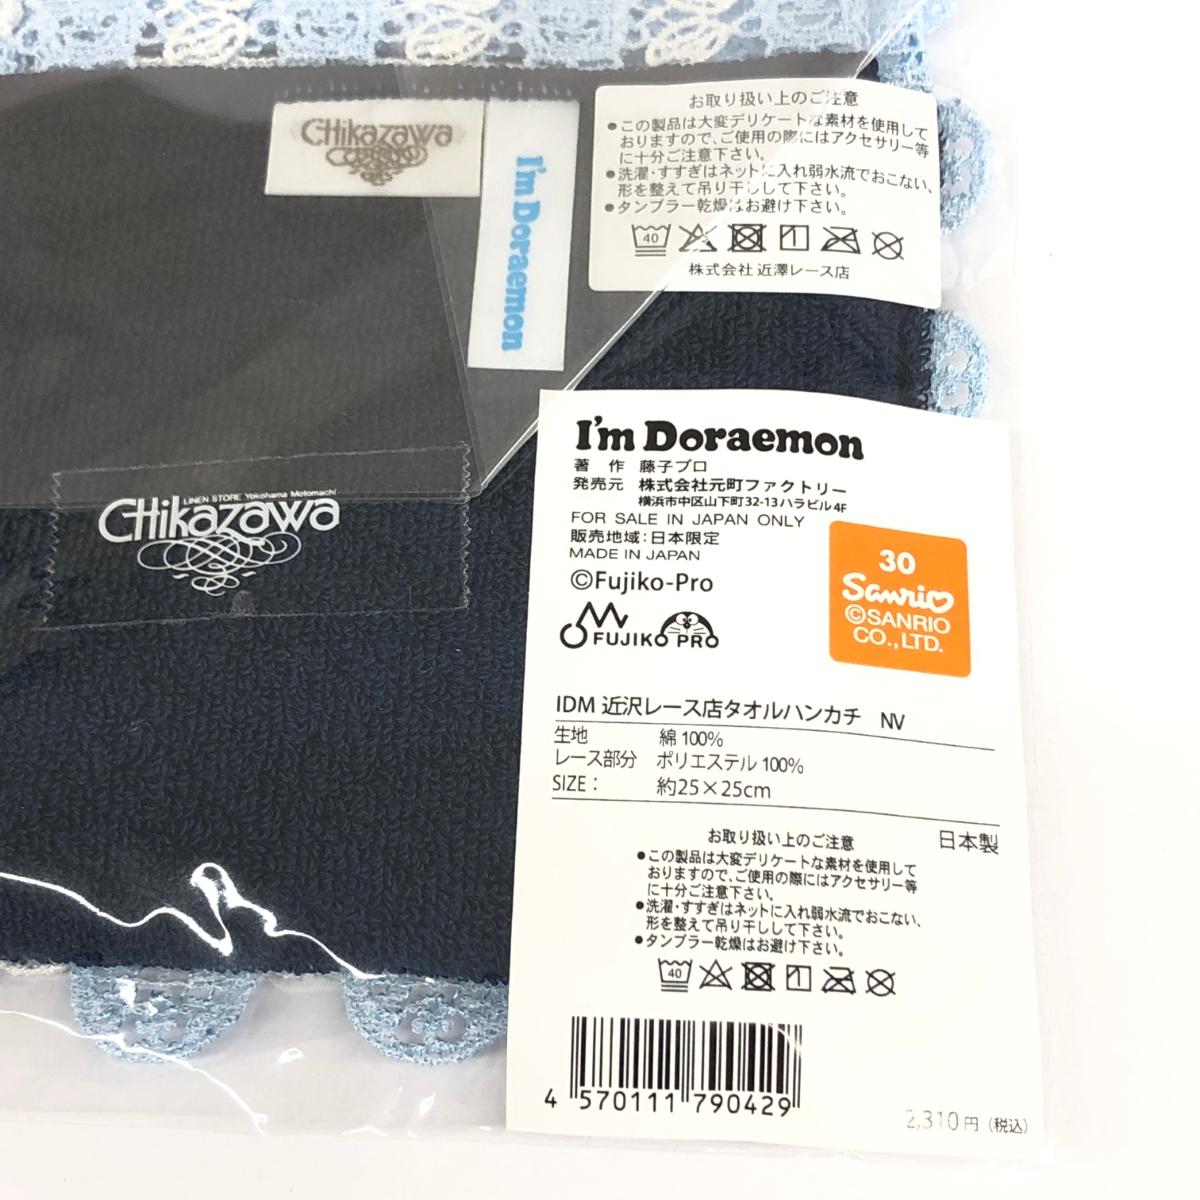 CHikazawa
I'm Doraemon
お取り扱い上のご注意
●この製品は大変デリケートな素材を使用して
おりますので、ご使用の際にはアクセサリー等
に十分ご注意下さい。
●洗濯・すすぎはネットに入れ弱水流でおこない、
形を整えて吊り干しして下さい。
●タンブラー乾燥はお避け下さい。
40
株式会社 近澤レース店
LINEN STORE Yokohama Motomachi
CHikazawa
I'm Doraemon
著 作 藤子プロ
発売元 株式会社元町ファクトリー
横浜市中区山下町32-13ハラビル4F
FOR SALE IN JAPAN ONLY
販売地域:日本限定
MADE IN JAPAN
©Fujiko-Pro
FUJIKO PRO
30
Sanrio
©SANRIO
CO.,LTD.
IDM 近沢レース店タオルハンカチ NV
生地 綿100%
レース部分 ポリエステル100%
SIZE: 約25×25cm
日本製
お取り扱い上のご注意
●この製品は大変デリケートな素材を使用して
おりますので、ご使用の際にはアクセサリー等
に十分ご注意下さい。
●洗濯・すすぎはネットに入れ弱水流でおこない、
形を整えて吊り干しして下さい。
●タンブラー乾燥はお避け下さい。
40
4 570111 790429
2,310円(税込)